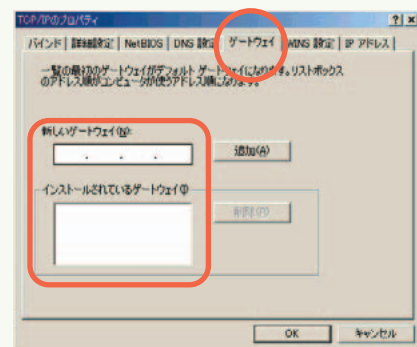 TCP/IPのプロパティ
バインド 詳細設定 NetBIOS DNS 設定 ゲートウェイ WINS 設定 IP アドレス
一覧の最初のゲートウェイがデフォルト ゲートウェイになります。リストボックス
のアドレス順がコンピュータが使うアドレス順になります。
新しいゲートウェイ(N):
. . .
追加(A)
インストールされているゲートウェイ(I)
削除(R)
OK キャンセル